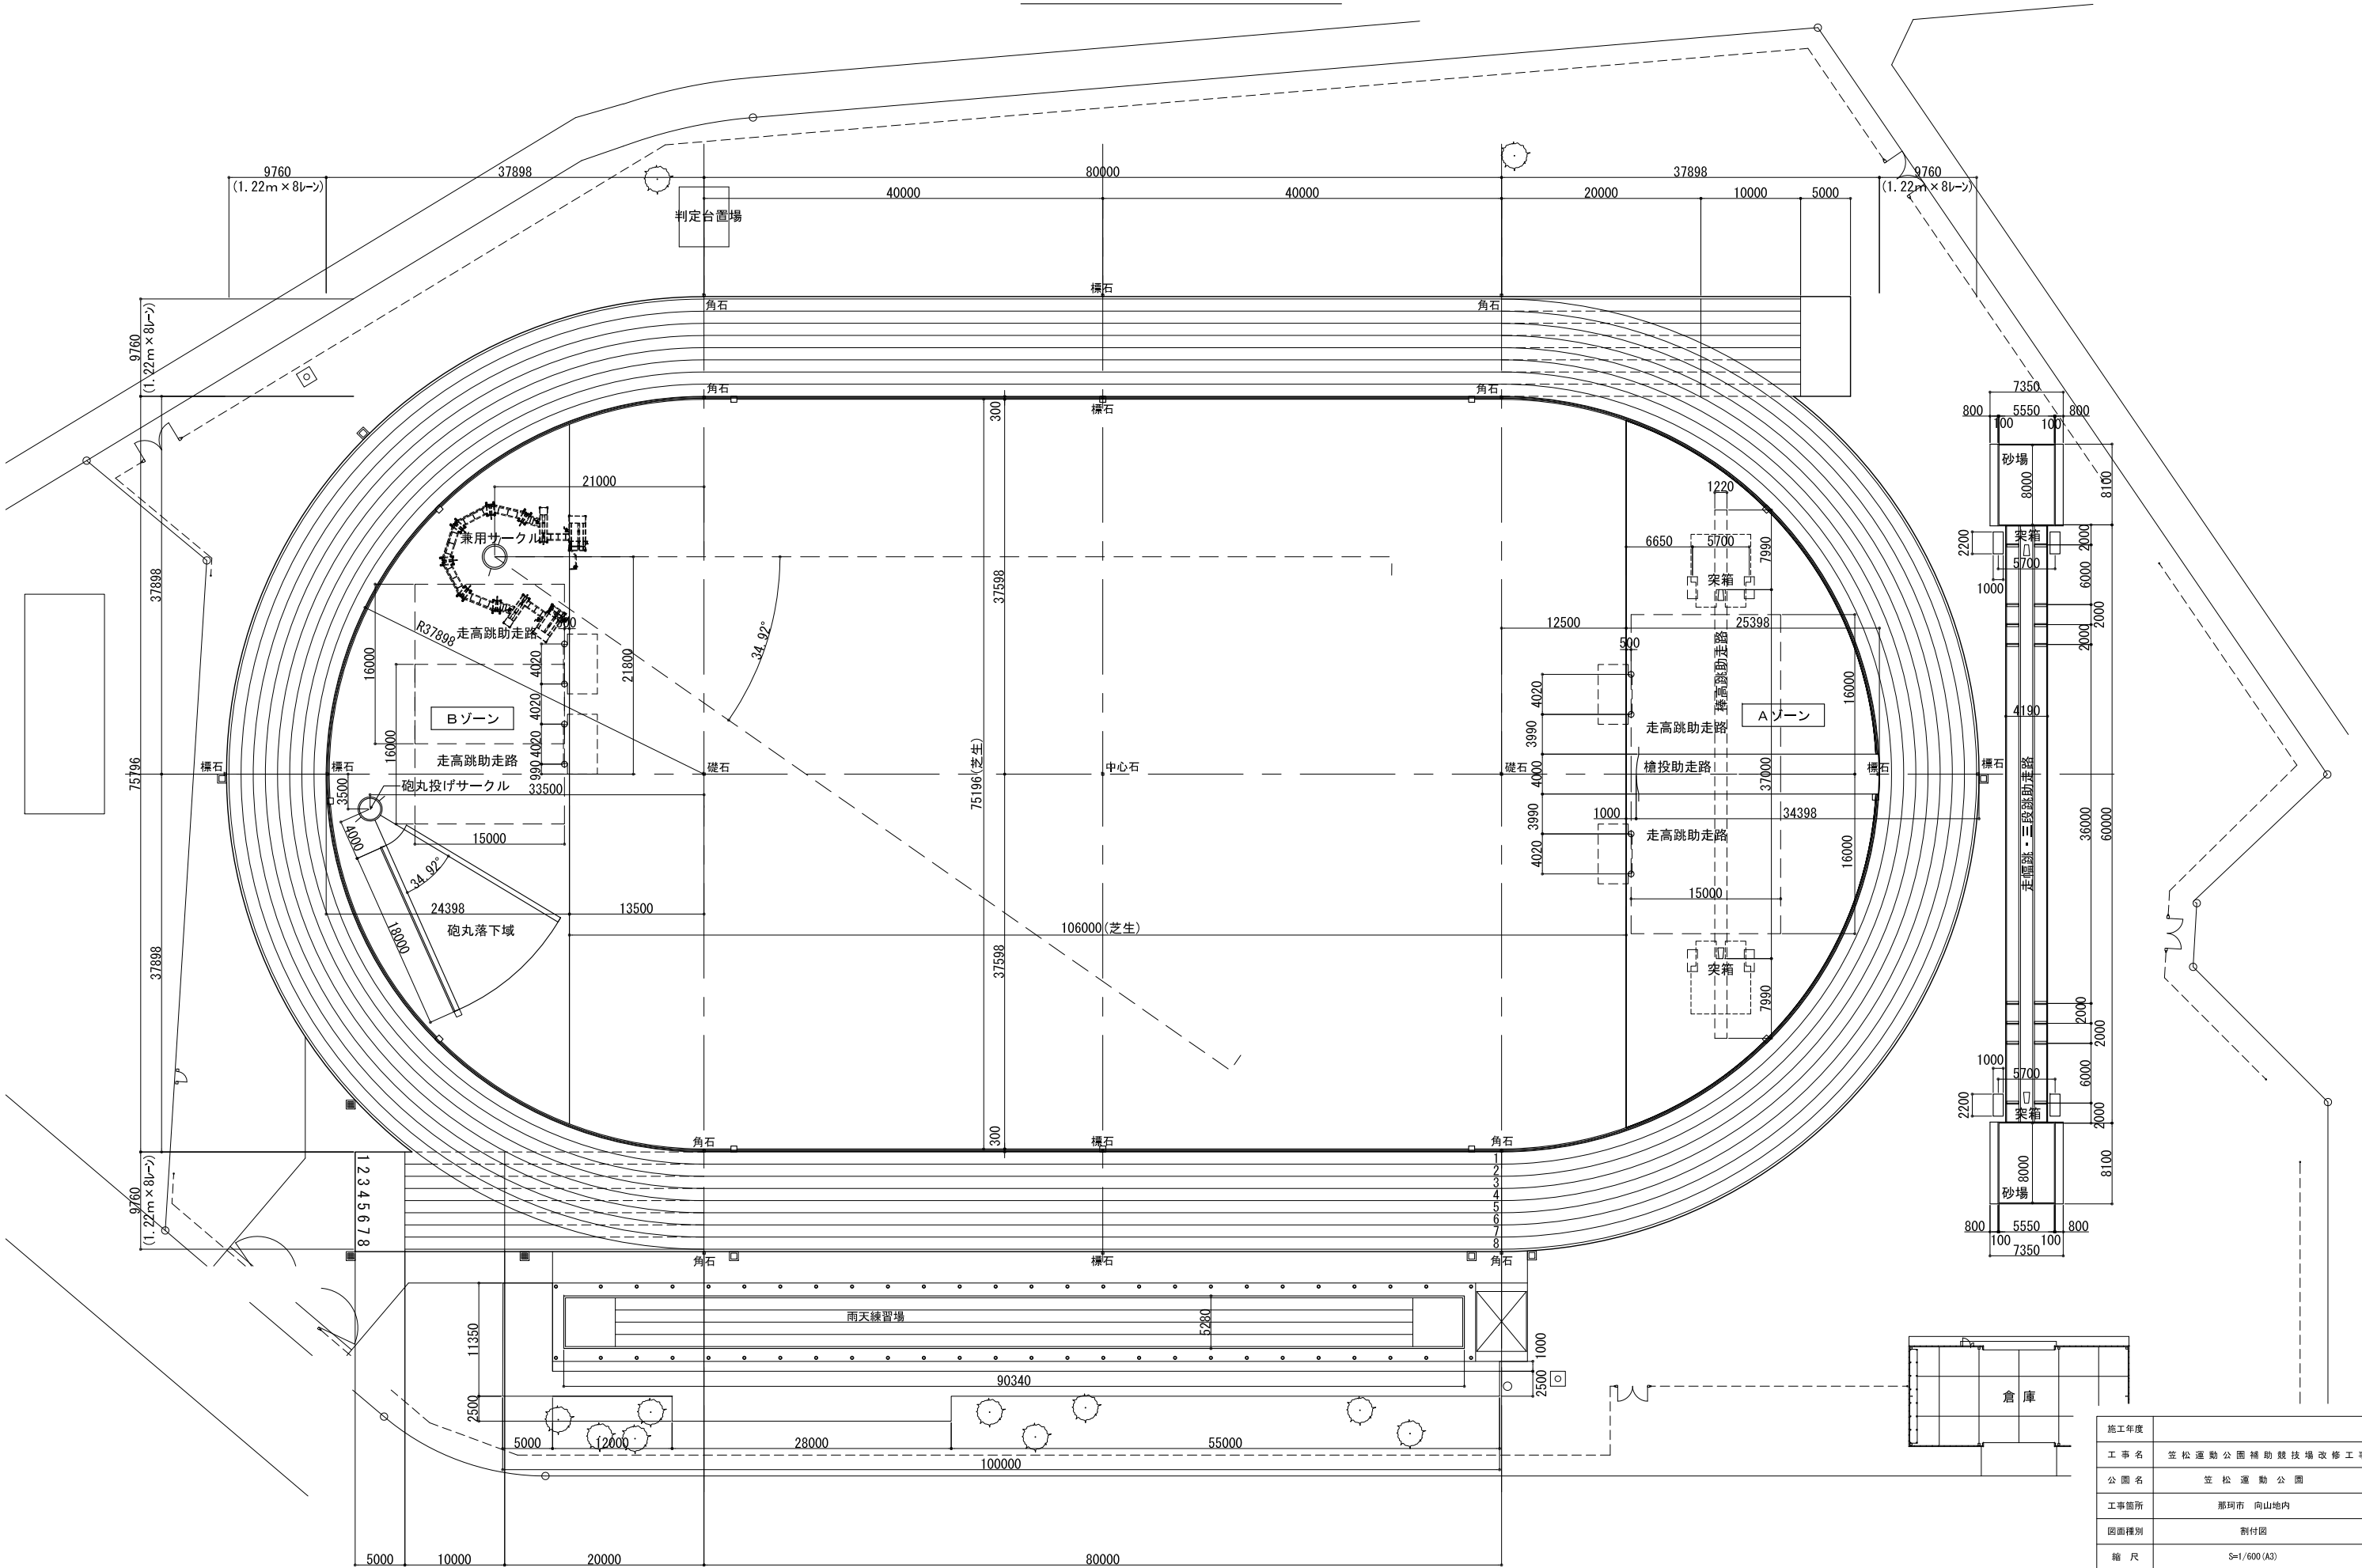 9760
37898
80000
37898
9760
(1.22m×8レーン)
(1.22m×8レーン)
40000
40000
20000
10000
5000
判定台置場
標石
角石
角石
9760
(1.22m×8レーン)
角石
角石
標石
300
7350
800
5550
800
100
100
砂場
8000
8100
21000
1220
兼用サークル
突箱
2000
2200
6650
5700
7990
5700
6000
1000
突箱
37898
37598
R37898
走高跳助走路
34.92°
12500
25398
2000
2000
500
16000
4020
21800
棒高跳助走路
16000
4020
4020
Bゾーン
Aゾーン
4190
走高跳助走路
3990
16000
4020
走高跳助走路
75196(芝生)
標石
標石
990
礎石
中心石
礎石
4000
槍投助走路
標石
標石
75796
3500
砲丸投げサークル
33500
37000
走幅跳・三段跳助走路
36000
60000
1000
34398
3990
4000
15000
走高跳助走路
4020
16000
34.92°
24398
13500
15000
18000
砲丸落下域
106000(芝生)
37898
37598
突箱
7990
2000
2000
1000
5700
6000
2200
突箱
2000
300
角石
標石
角石
9760
(1.22m×8レーン)
1 2 3 4 5 6 7 8
1
2
3
4
5
6
7
8
8000
8100
砂場
800
5550
800
100
100
7350
角石
標石
角石
雨天練習場
5280
11350
1000
90340
2500
2500
倉 庫
5000
12000
28000
55000
100000
施工年度
工 事 名 笠松運動公園補助競技場改修工
公 園 名 笠 松 運 動 公 園
工事箇所 那珂市 向山地内
図面種別 割付図
縮 尺 S=1/600(A3)
5000
10000
20000
80000